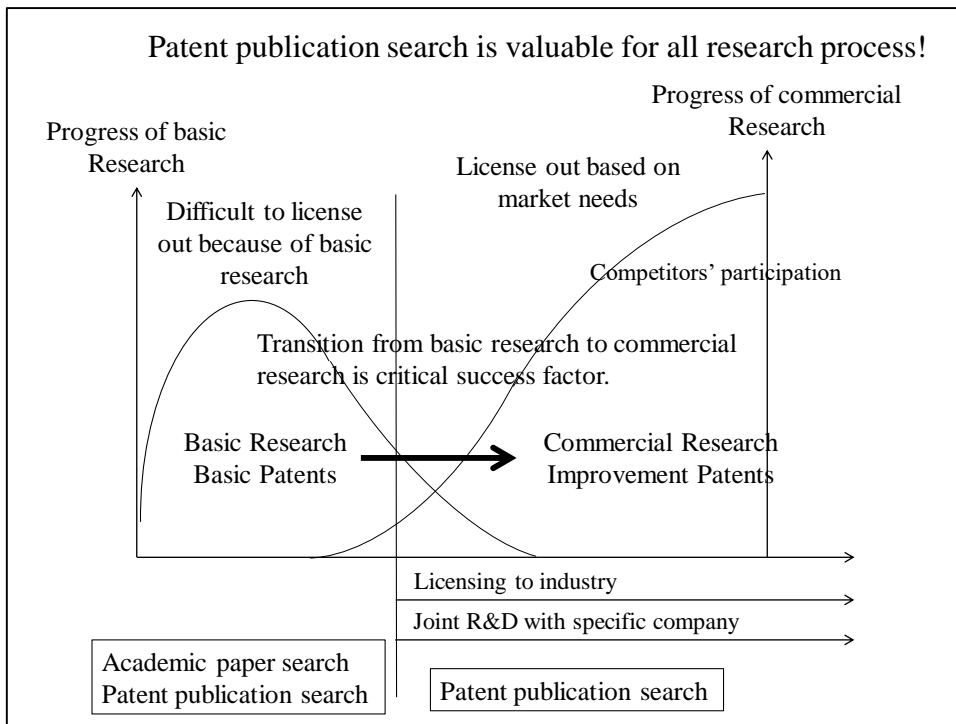 Patent publication search is valuable for all research process!
Progress of basic
Research
Progress of commercial
Research
License out based on
market needs
Difficult to license
out because of basic
research
Competitors' participation
Transition from basic research to commercial
research is critical success factor.
Basic Research
Basic Patents
Commercial Research
Improvement Patents
Licensing to industry
Joint R&D with specific company
Academic paper search
Patent publication search
Patent publication search